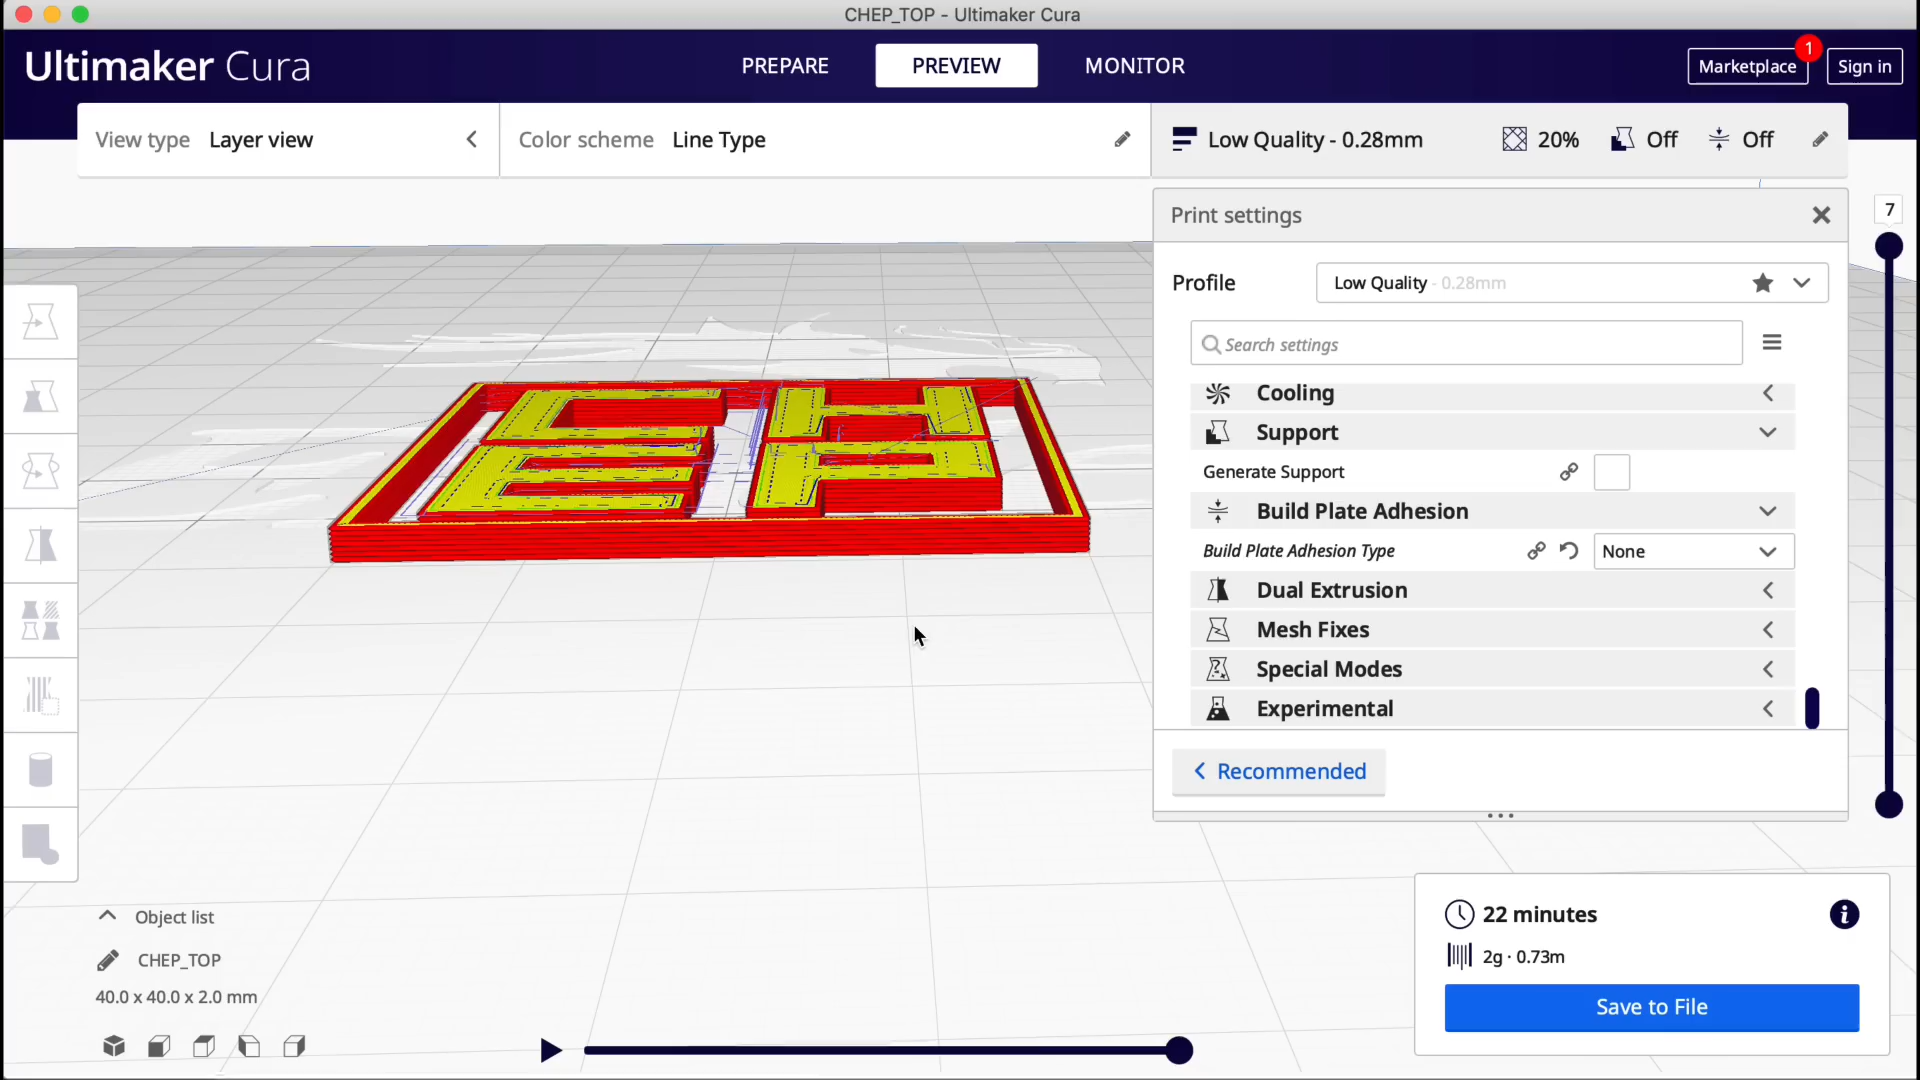 CHEP_TOP - Ultimaker Cura
Ultimaker Cura
PREPARE
PREVIEW
MONITOR
Marketplace
1
Sign in
View type Layer view
Color scheme Line Type
Low Quality - 0.28mm
20%
Off
Off
Print settings
7
Profile
Low Quality - 0.28mm
Search settings
Cooling
Support
Generate Support
Build Plate Adhesion
Build Plate Adhesion Type
None
Dual Extrusion
Mesh Fixes
Special Modes
Experimental
Recommended
Object list
CHEP_TOP
40.0 x 40.0 x 2.0 mm
22 minutes
2g · 0.73m
Save to File